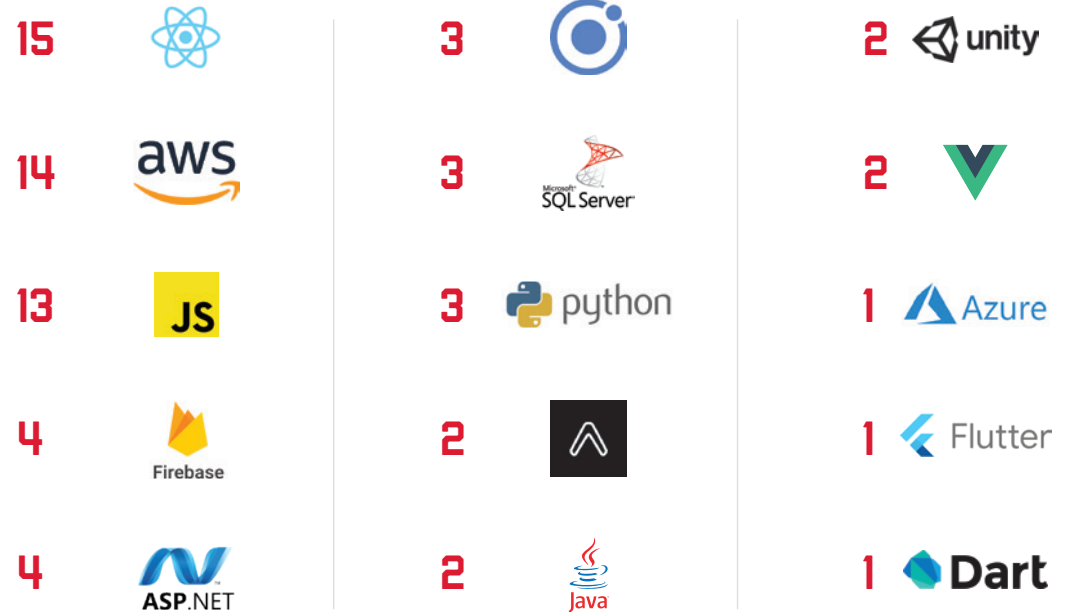 15
14
aws
13
JS
4
Firebase
4
ASP.NET
3
3
Microsoft®
SQL Server®
3
python
2
2
Java
2
unity
2
1
Azure
1
Flutter
1
Dart